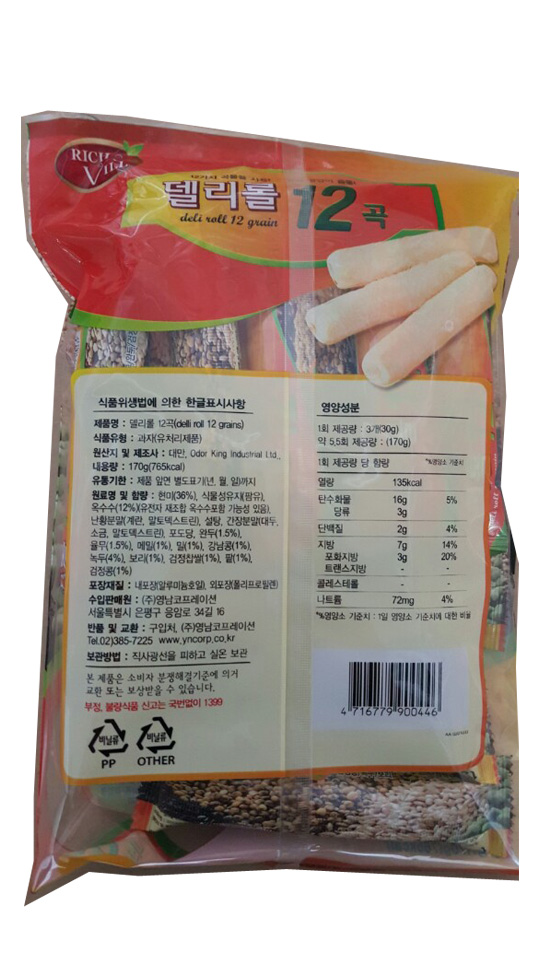 RICH
VILL
델리롤 12곡
deli roll 12 grain
식품위생법에 의한 한글표시사항
제품명 : 델리롤 12곡(delli roll 12 grains)
식품유형 : 과자(유처리제품)
원산지 및 제조사 : 대만, Odor King Industrial Ltd.,
내용량 : 170g(765kcal)
유통기한 : 제품 앞면 별도표기(년, 월, 일)까지
원료명 및 함량 : 현미(36%), 식물성유지(팜유),
옥수수(12%)(유전자 재조합 옥수수포함 가능성 있음),
난황분말(계란, 말토덱스트린), 설탕, 간장분말(대두,
소금, 말토덱스트린), 포도당, 완두(1.5%),
율무(1.5%), 메밀(1%), 밀(1%), 강남콩(1%),
녹두(4%), 보리(1%), 검정찹쌀(1%), 팥(1%),
검정콩(1%)
포장재질 : 내포장(알루미늄호일), 외포장(폴리프로필렌)
수입판매원 : (주)영남코프레이션
서울특별시 은평구 응암로 34길 16
반품 및 교환 : 구입처, (주)영남코프레이션
Tel.02)385-7225 www.yncorp.co.kr
보관방법 : 직사광선을 피하고 실온 보관
본 제품은 소비자 분쟁해결기준에 의거
교환 또는 보상받을 수 있습니다.
부정, 불량식품 신고는 국번없이 1399
비닐류 비닐류
PP OTHER
영양성분
1회 제공량 : 3개(30g)
약 5.5회 제공량 : (170g)
1회 제공량 당 함량 *%영양소 기준치
열량 135kcal
탄수화물 16g 5%
당류 3g
단백질 2g 4%
지방 7g 14%
포화지방 3g 20%
트랜스지방 - -
콜레스테롤 - -
나트륨 72mg 4%
*%영양소 기준치 : 1일 영양소 기준치에 대한 비율
4 716779 900446